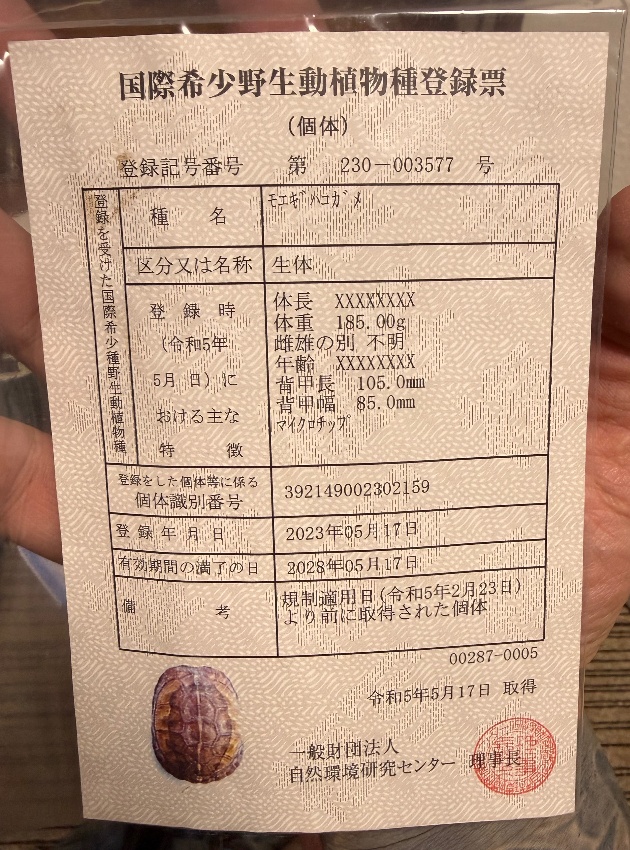 国際希少野生動植物種登録票
(個体)
登録記号番号 第 230－003577 号
登録を受けた国際希少種野生動植物種
種 名 ﾓｴｷﾞﾊｺｶﾞﾒ
区分又は名称 生体
登録時
(令和5年
5月 日)に
おける主な
特 徴
体長 XXXXXXXX
体重 185.00g
雌雄の別 不明
年齢 XXXXXXXX
背甲長 105.0mm
背甲幅 85.0mm
ﾏｲｸﾛﾁｯﾌﾟ
登録をした個体等に係る
個体識別番号 392149002302159
登録年月日 2023年05月17日
有効期間の満了の日 2028年05月17日
備 考
規制適用日(令和5年2月23日)
より前に取得された個体
00287-0005
令和5年5月17日 取得
一般財団法人
自然環境研究センター 理事長